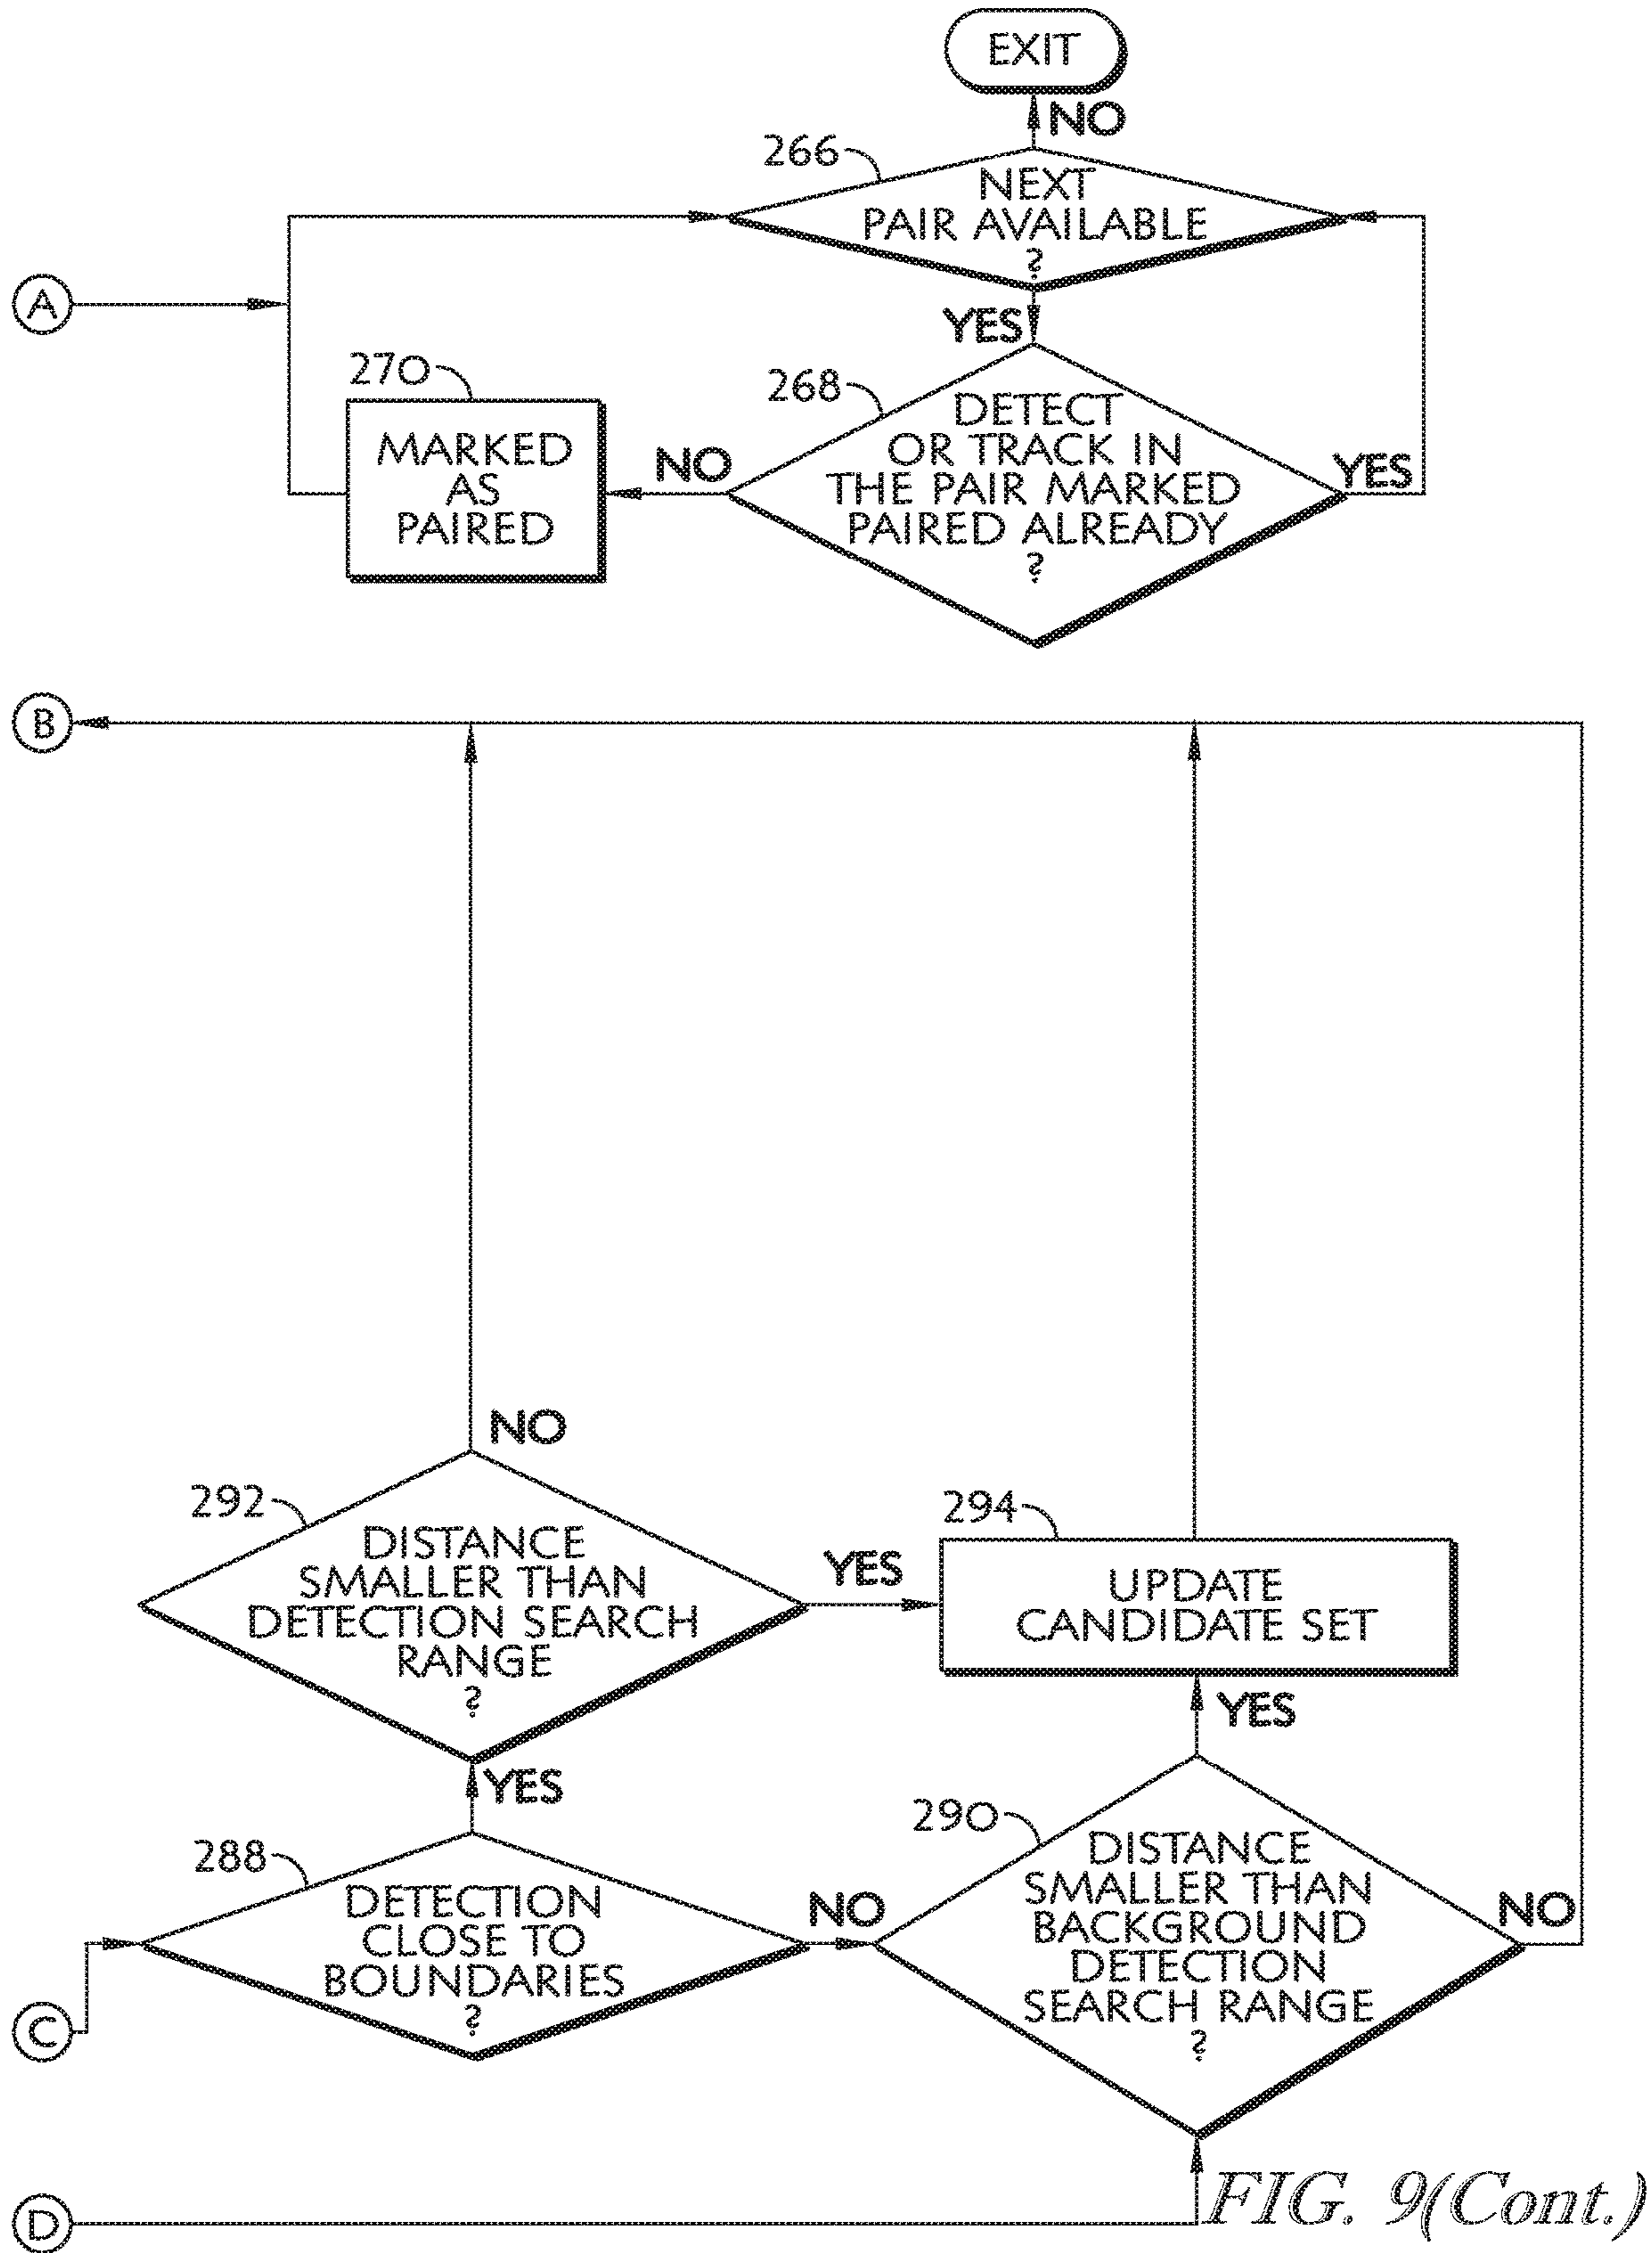 EXIT
NO
266
NEXT
PAIR AVAILABLE
?
A
YES
270
268
MARKED
AS
PAIRED
NO
DETECT
OR TRACK IN
THE PAIR MARKED
PAIRED ALREADY
?
YES
B
NO
292
DISTANCE
SMALLER THAN
DETECTION SEARCH
RANGE
?
YES
294
UPDATE
CANDIDATE SET
YES
YES
288
DETECTION
CLOSE TO
BOUNDARIES
?
NO
290
DISTANCE
SMALLER THAN
BACKGROUND
DETECTION
SEARCH RANGE
?
NO
C
D
FIG. 9(Cont.)